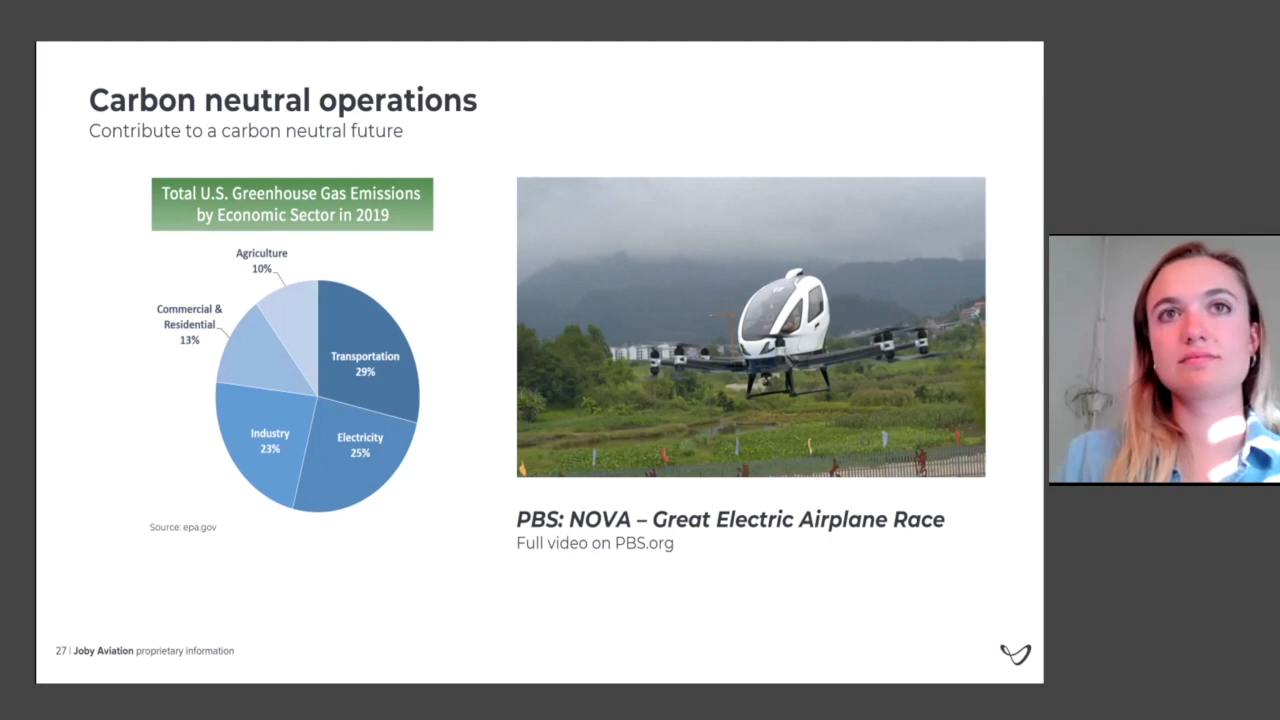 Carbon neutral operations
Contribute to a carbon neutral future
Total U.S. Greenhouse Gas Emissions
by Economic Sector in 2019
Agriculture
10%
Commercial &
Residential
13%
Transportation
29%
Industry
23%
Electricity
25%
Source: epa.gov
PBS: NOVA – Great Electric Airplane Race
Full video on PBS.org
27 | Joby Aviation proprietary information